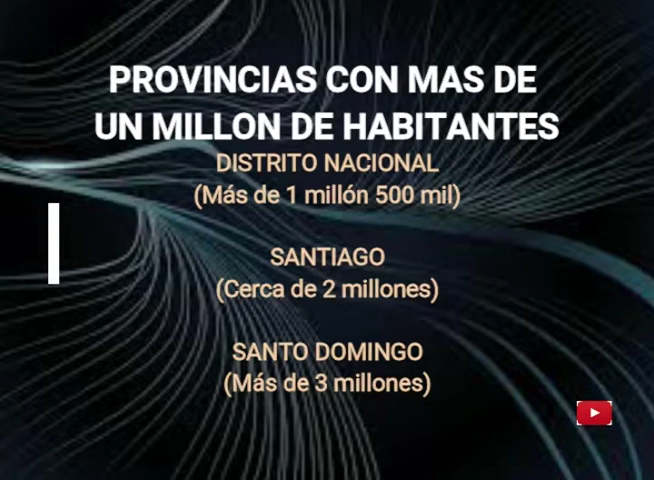 PROVINCIAS CON MAS DE
UN MILLON DE HABITANTES
DISTRITO NACIONAL
(Más de 1 millón 500 mil)
SANTIAGO
(Cerca de 2 millones)
SANTO DOMINGO
(Más de 3 millones)